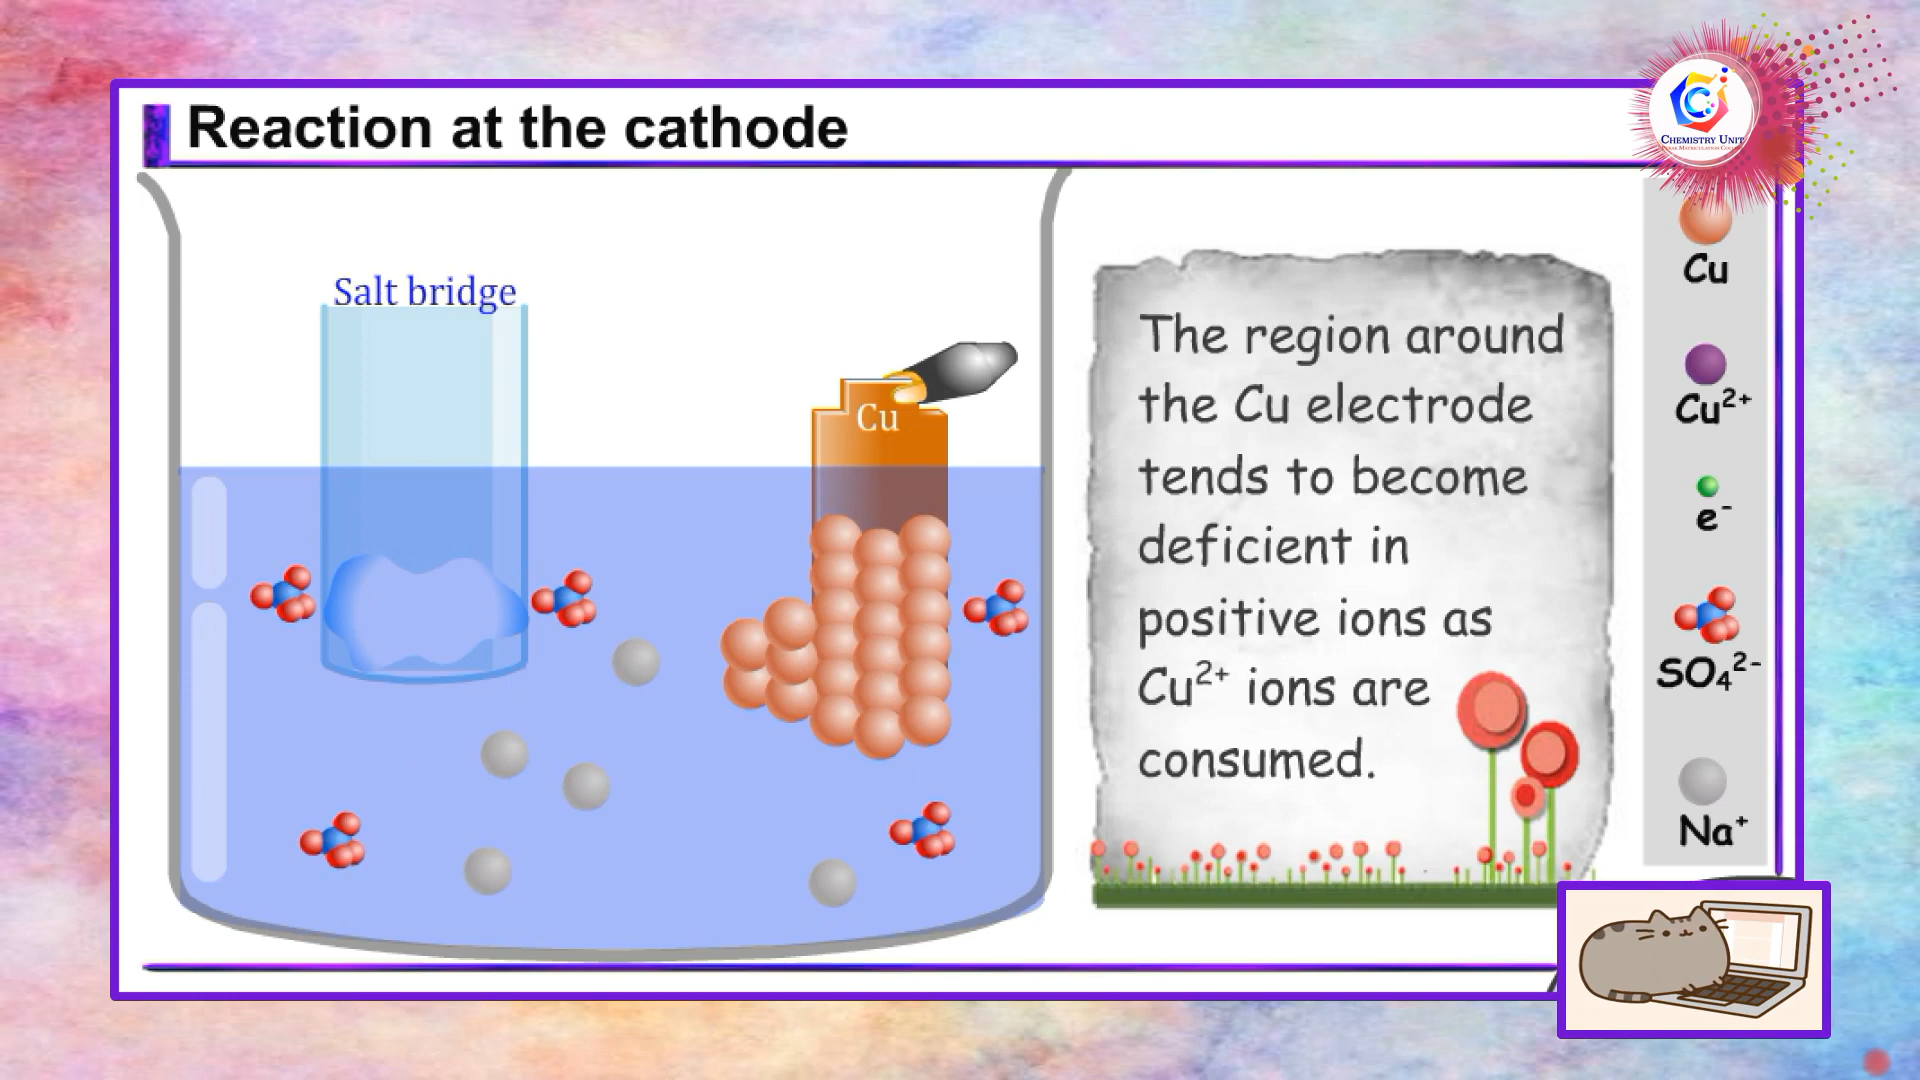 Reaction at the cathode
CHEMISTRY UNIT
Salt bridge
Cu
The region around
the Cu electrode
tends to become
deficient in
positive ions as
Cu²⁺ ions are
consumed.
Cu
Cu²⁺
e⁻
SO₄²⁻
Na⁺